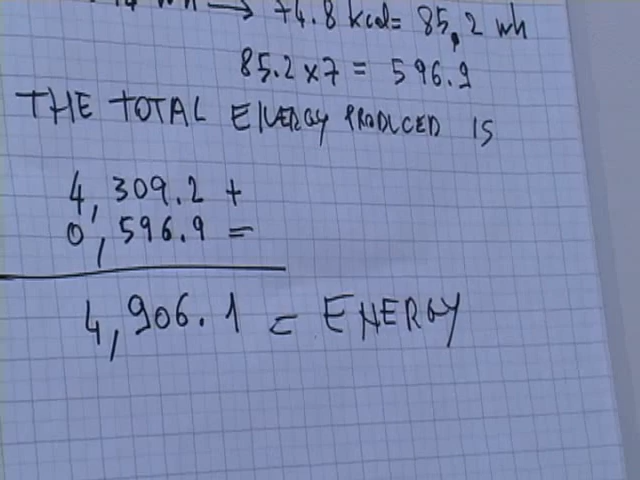 → 74.8 kcal = 85,2 wh
85.2 x 7 = 596.9
THE TOTAL ENERGY PRODUCED IS
4,309.2 +
0,596.9 =
4,906.1 = ENERGY